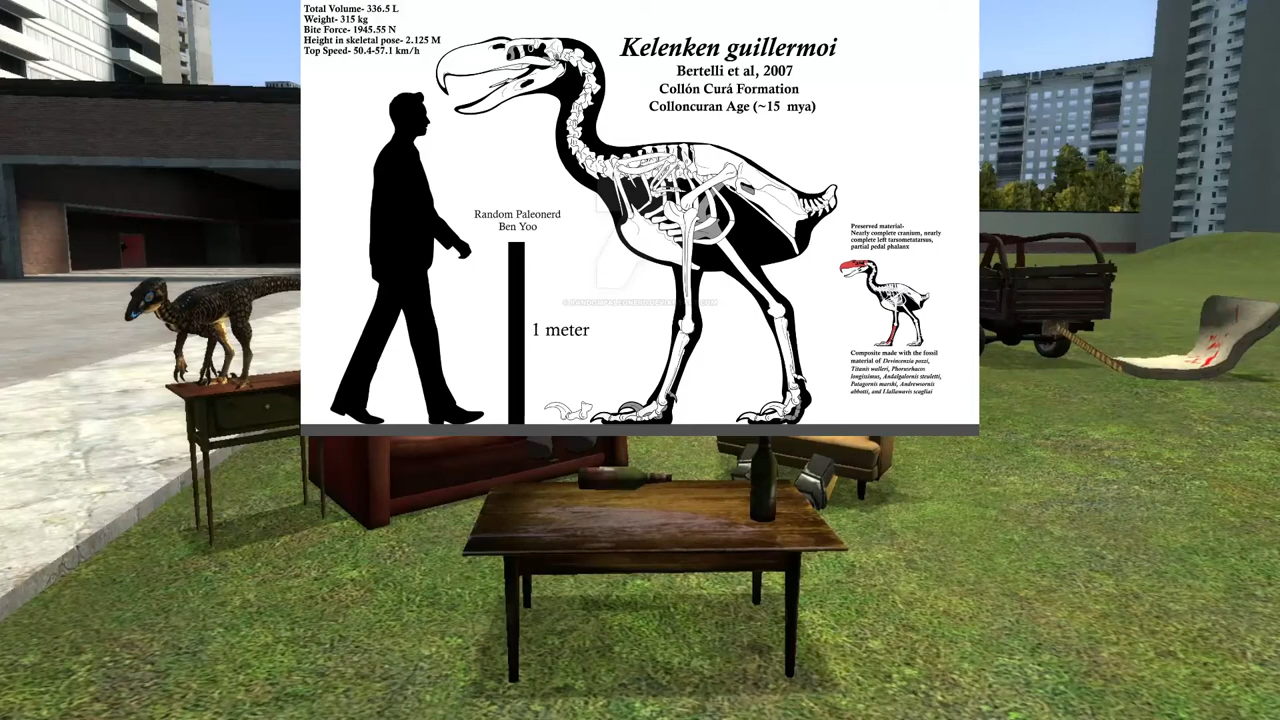 Total Volume- 336.5 L
Weight- 315 kg
Bite Force- 1945.55 N
Height in skeletal pose- 2.125 M
Top Speed- 50.4-57.1 km/h
Kelenken guillermoi
Bertelli et al, 2007
Collón Curá Formation
Colloncuran Age (~15 mya)
Random Paleonerd
Ben Yoo
1 meter
Preserved material-
Nearly complete cranium, nearly
complete left tarsometatarsus,
partial pedal phalanx
Composite made with the fossil
material of Devincenzia pozzi,
Titanis walleri, Phorusrhacos
longissimus, Andalgalornis steuletti,
Patagornis marshi, Andrewsornis
abbotti, and Llallawavis scagliai